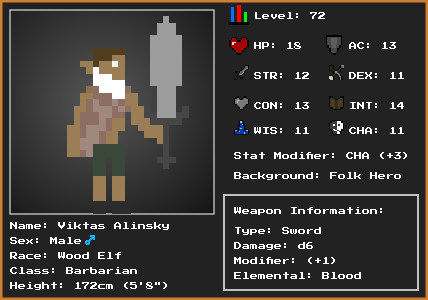 Level: 72
HP: 18 AC: 13
STR: 12 DEX: 11
CON: 13 INT: 14
WIS: 11 CHA: 11
Stat Modifier: CHA (+3)
Background: Folk Hero
Name: Viktas Alinsky
Sex: Male ♂
Race: Wood Elf
Class: Barbarian
Height: 172cm (5'8")
Weapon Information:
Type: Sword
Damage: d6
Modifier: (+1)
Elemental: Blood